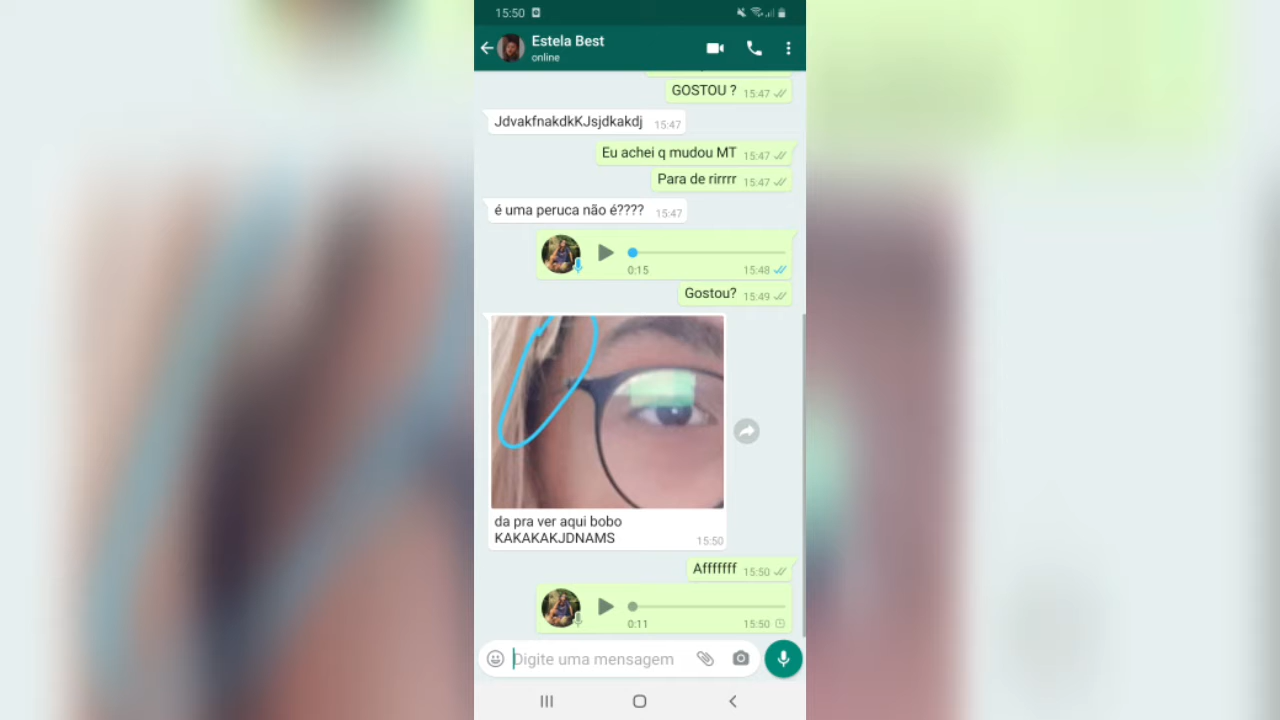 15:50
Estela Best
online
GOSTOU ? 15:47
JdvakfnakdkKJsjdkakdj 15:47
Eu achei q mudou MT 15:47
Para de rirrrr 15:47
é uma peruca não é???? 15:47
0:15 15:48
Gostou? 15:49
da pra ver aqui bobo
KAKAKAKJDNAMS 15:50
Afffffff 15:50
0:11 15:50
Digite uma mensagem